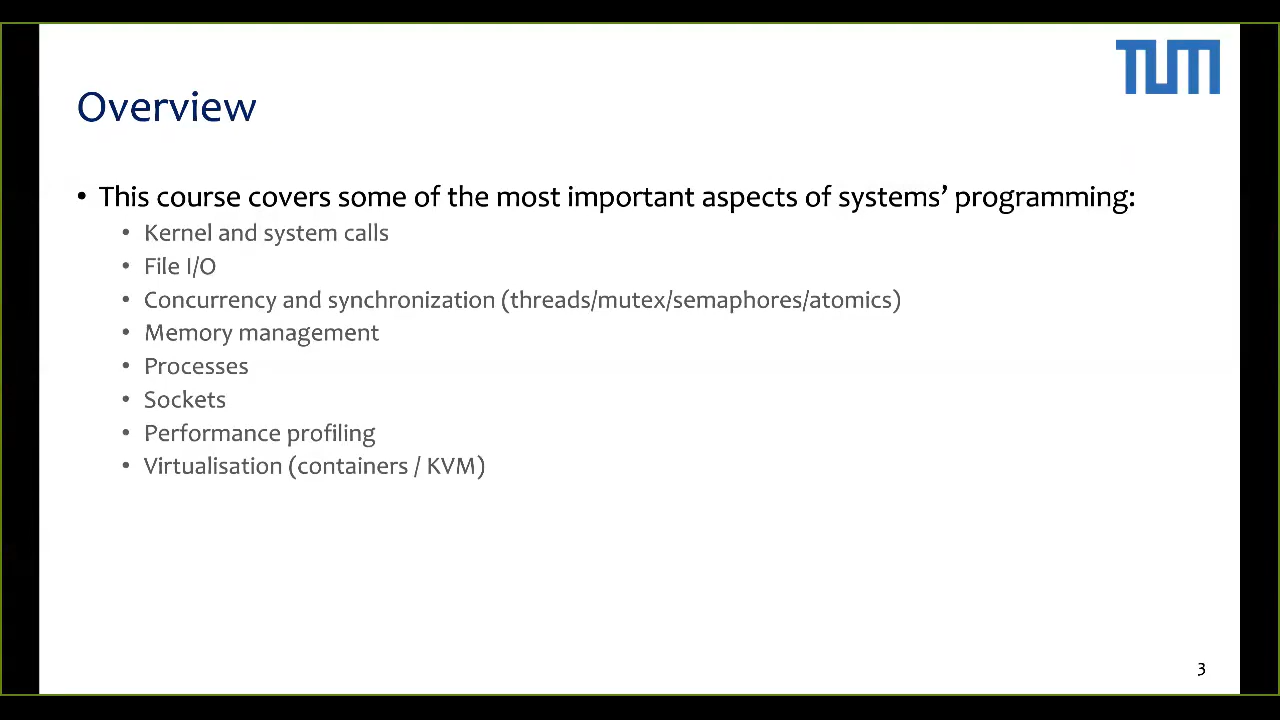 TUM
Overview
• This course covers some of the most important aspects of systems’ programming:
• Kernel and system calls
• File I/O
• Concurrency and synchronization (threads/mutex/semaphores/atomics)
• Memory management
• Processes
• Sockets
• Performance profiling
• Virtualisation (containers / KVM)
3